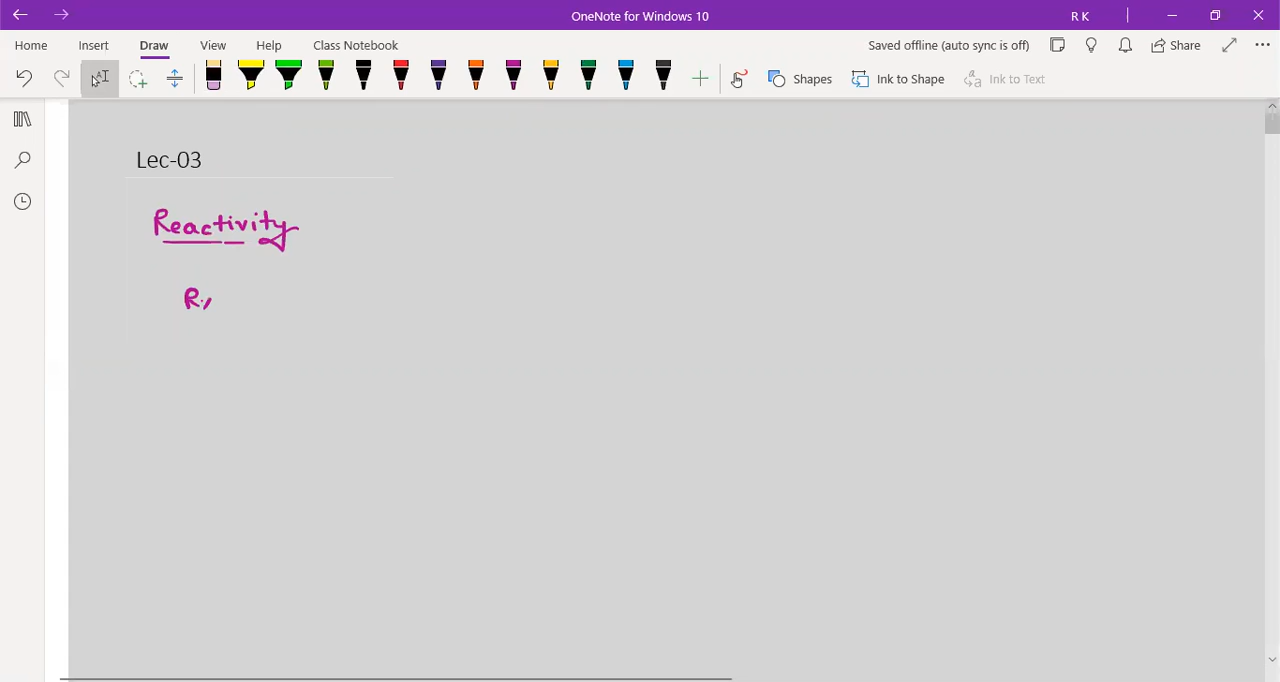 OneNote for Windows 10
R K
Home Insert Draw View Help Class Notebook
Saved offline (auto sync is off) Share
Shapes Ink to Shape Ink to Text
Lec-03
Reactivity
R